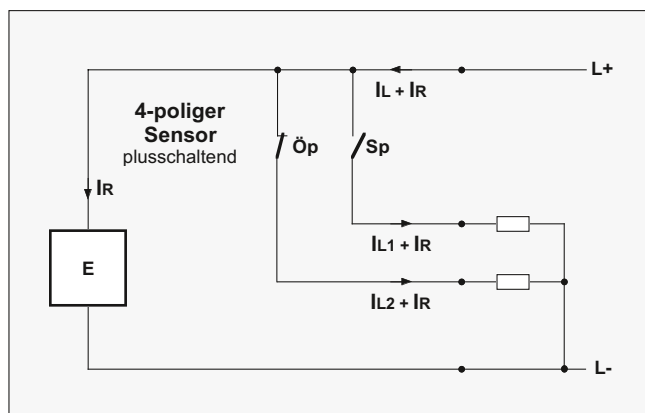 L+
IL + IR
4-poliger
Sensor
plusschaltend
Öp
Sp
IR
IL1 + IR
E
IL2 + IR
L-